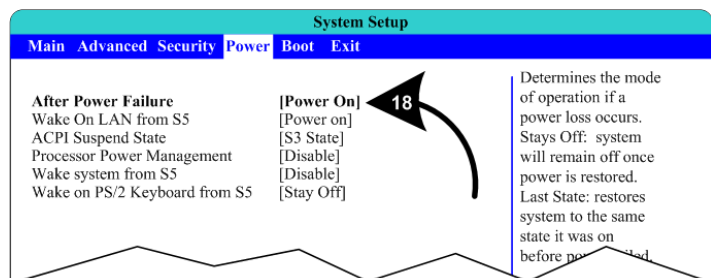 System Setup
Main Advanced Security Power Boot Exit
After Power Failure [Power On]
18
Wake On LAN from S5 [Power on]
ACPI Suspend State [S3 State]
Processor Power Management [Disable]
Wake system from S5 [Disable]
Wake on PS/2 Keyboard from S5 [Stay Off]
Determines the mode
of operation if a
power loss occurs.
Stays Off: system
will remain off once
power is restored.
Last State: restores
system to the same
state it was on
before